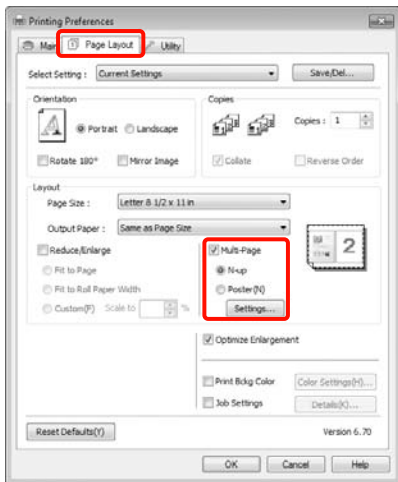 Printing Preferences
Main Page Layout Utility
Select Setting : Current Settings Save/Del...
Orientation
Portrait Landscape
Rotate 180° Mirror Image
Copies
Copies : 1
Collate Reverse Order
Layout
Page Size : Letter 8 1/2 x 11 in
Output Paper : Same as Page Size
Reduce/Enlarge
Fit to Page
Fit to Roll Paper Width
Custom(F) Scale to %
Multi-Page
N-up
Poster(N)
Settings...
2
Optimize Enlargement
Print Bckg Color Color Settings(H)...
Job Settings Details(K)...
Reset Defaults(Y) Version 6.70
OK Cancel Help